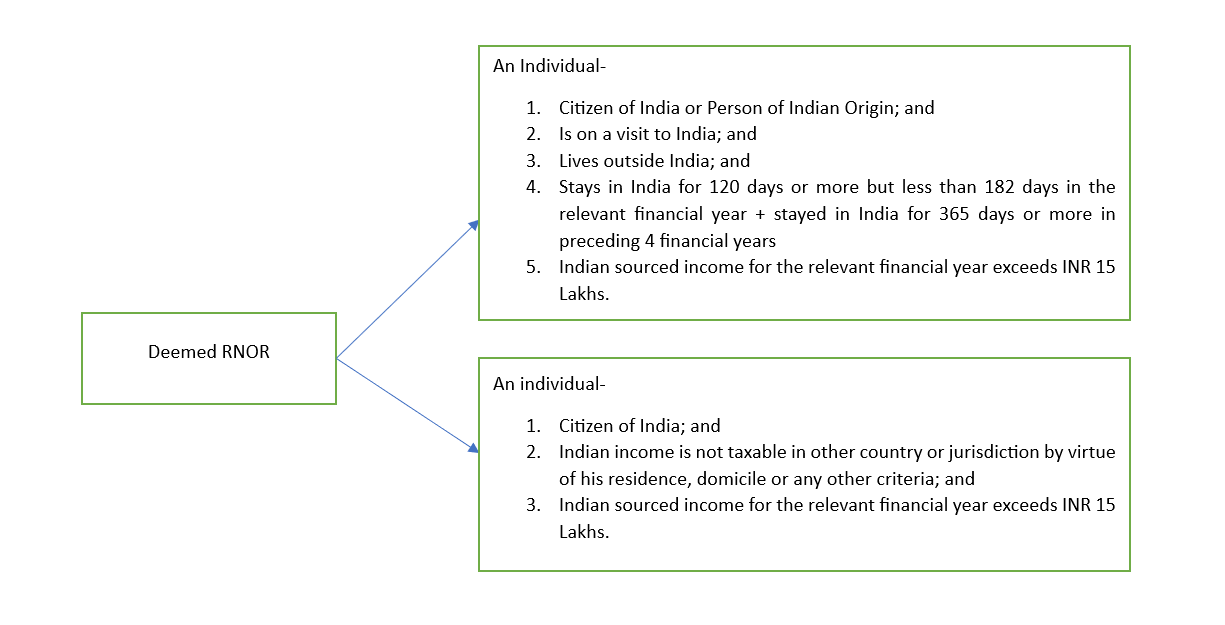 Deemed RNOR
An Individual-
1. Citizen of India or Person of Indian Origin; and
2. Is on a visit to India; and
3. Lives outside India; and
4. Stays in India for 120 days or more but less than 182 days in the
relevant financial year + stayed in India for 365 days or more in
preceding 4 financial years
5. Indian sourced income for the relevant financial year exceeds INR 15
Lakhs.
An individual-
1. Citizen of India; and
2. Indian income is not taxable in other country or jurisdiction by virtue
of his residence, domicile or any other criteria; and
3. Indian sourced income for the relevant financial year exceeds INR 15
Lakhs.